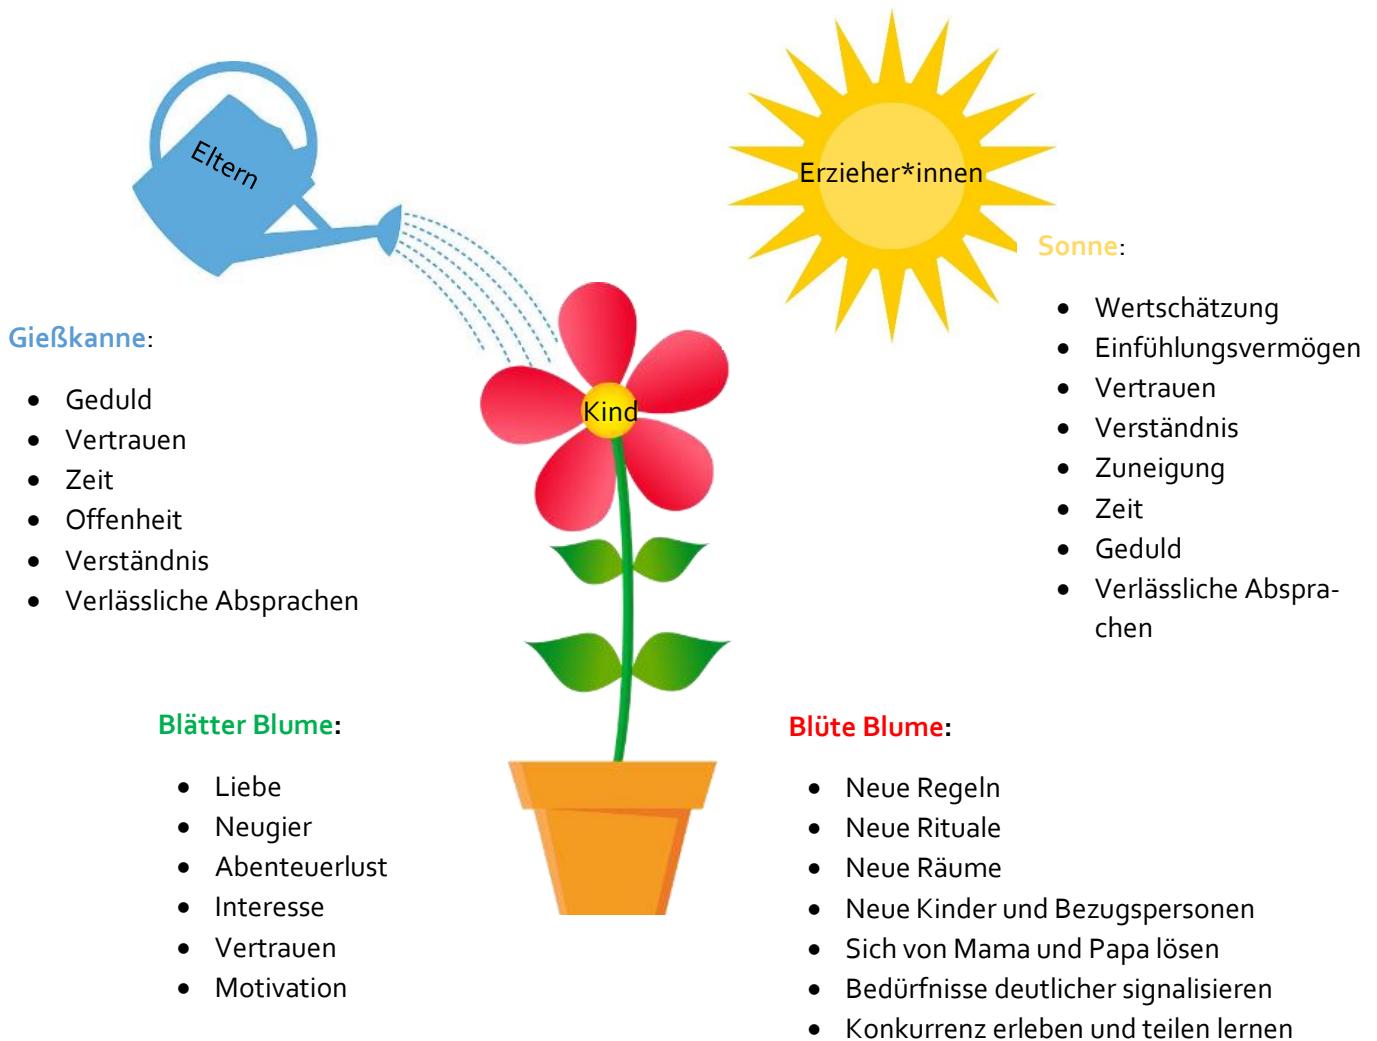 Eltern
Erzieher*innen
Kind
Gießkanne:
• Geduld
• Vertrauen
• Zeit
• Offenheit
• Verständnis
• Verlässliche Absprachen
Sonne:
• Wertschätzung
• Einfühlungsvermögen
• Vertrauen
• Verständnis
• Zuneigung
• Zeit
• Geduld
• Verlässliche Abspra-
chen
Blätter Blume:
• Liebe
• Neugier
• Abenteuerlust
• Interesse
• Vertrauen
• Motivation
Blüte Blume:
• Neue Regeln
• Neue Rituale
• Neue Räume
• Neue Kinder und Bezugspersonen
• Sich von Mama und Papa lösen
• Bedürfnisse deutlicher signalisieren
• Konkurrenz erleben und teilen lernen